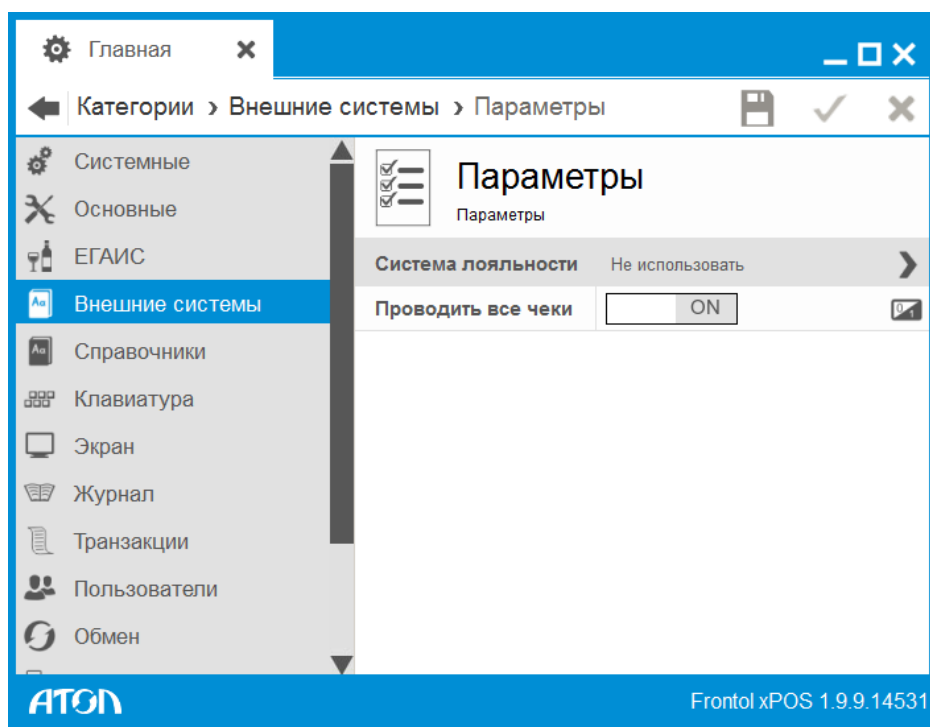 Главная
Категории › Внешние системы › Параметры
Системные
Основные
ЕГАИС
Внешние системы
Справочники
Клавиатура
Экран
Журнал
Транзакции
Пользователи
Обмен
Параметры
Параметры
Система лояльности Не использовать
Проводить все чеки ON
АТОЛ Frontol xPOS 1.9.9.14531